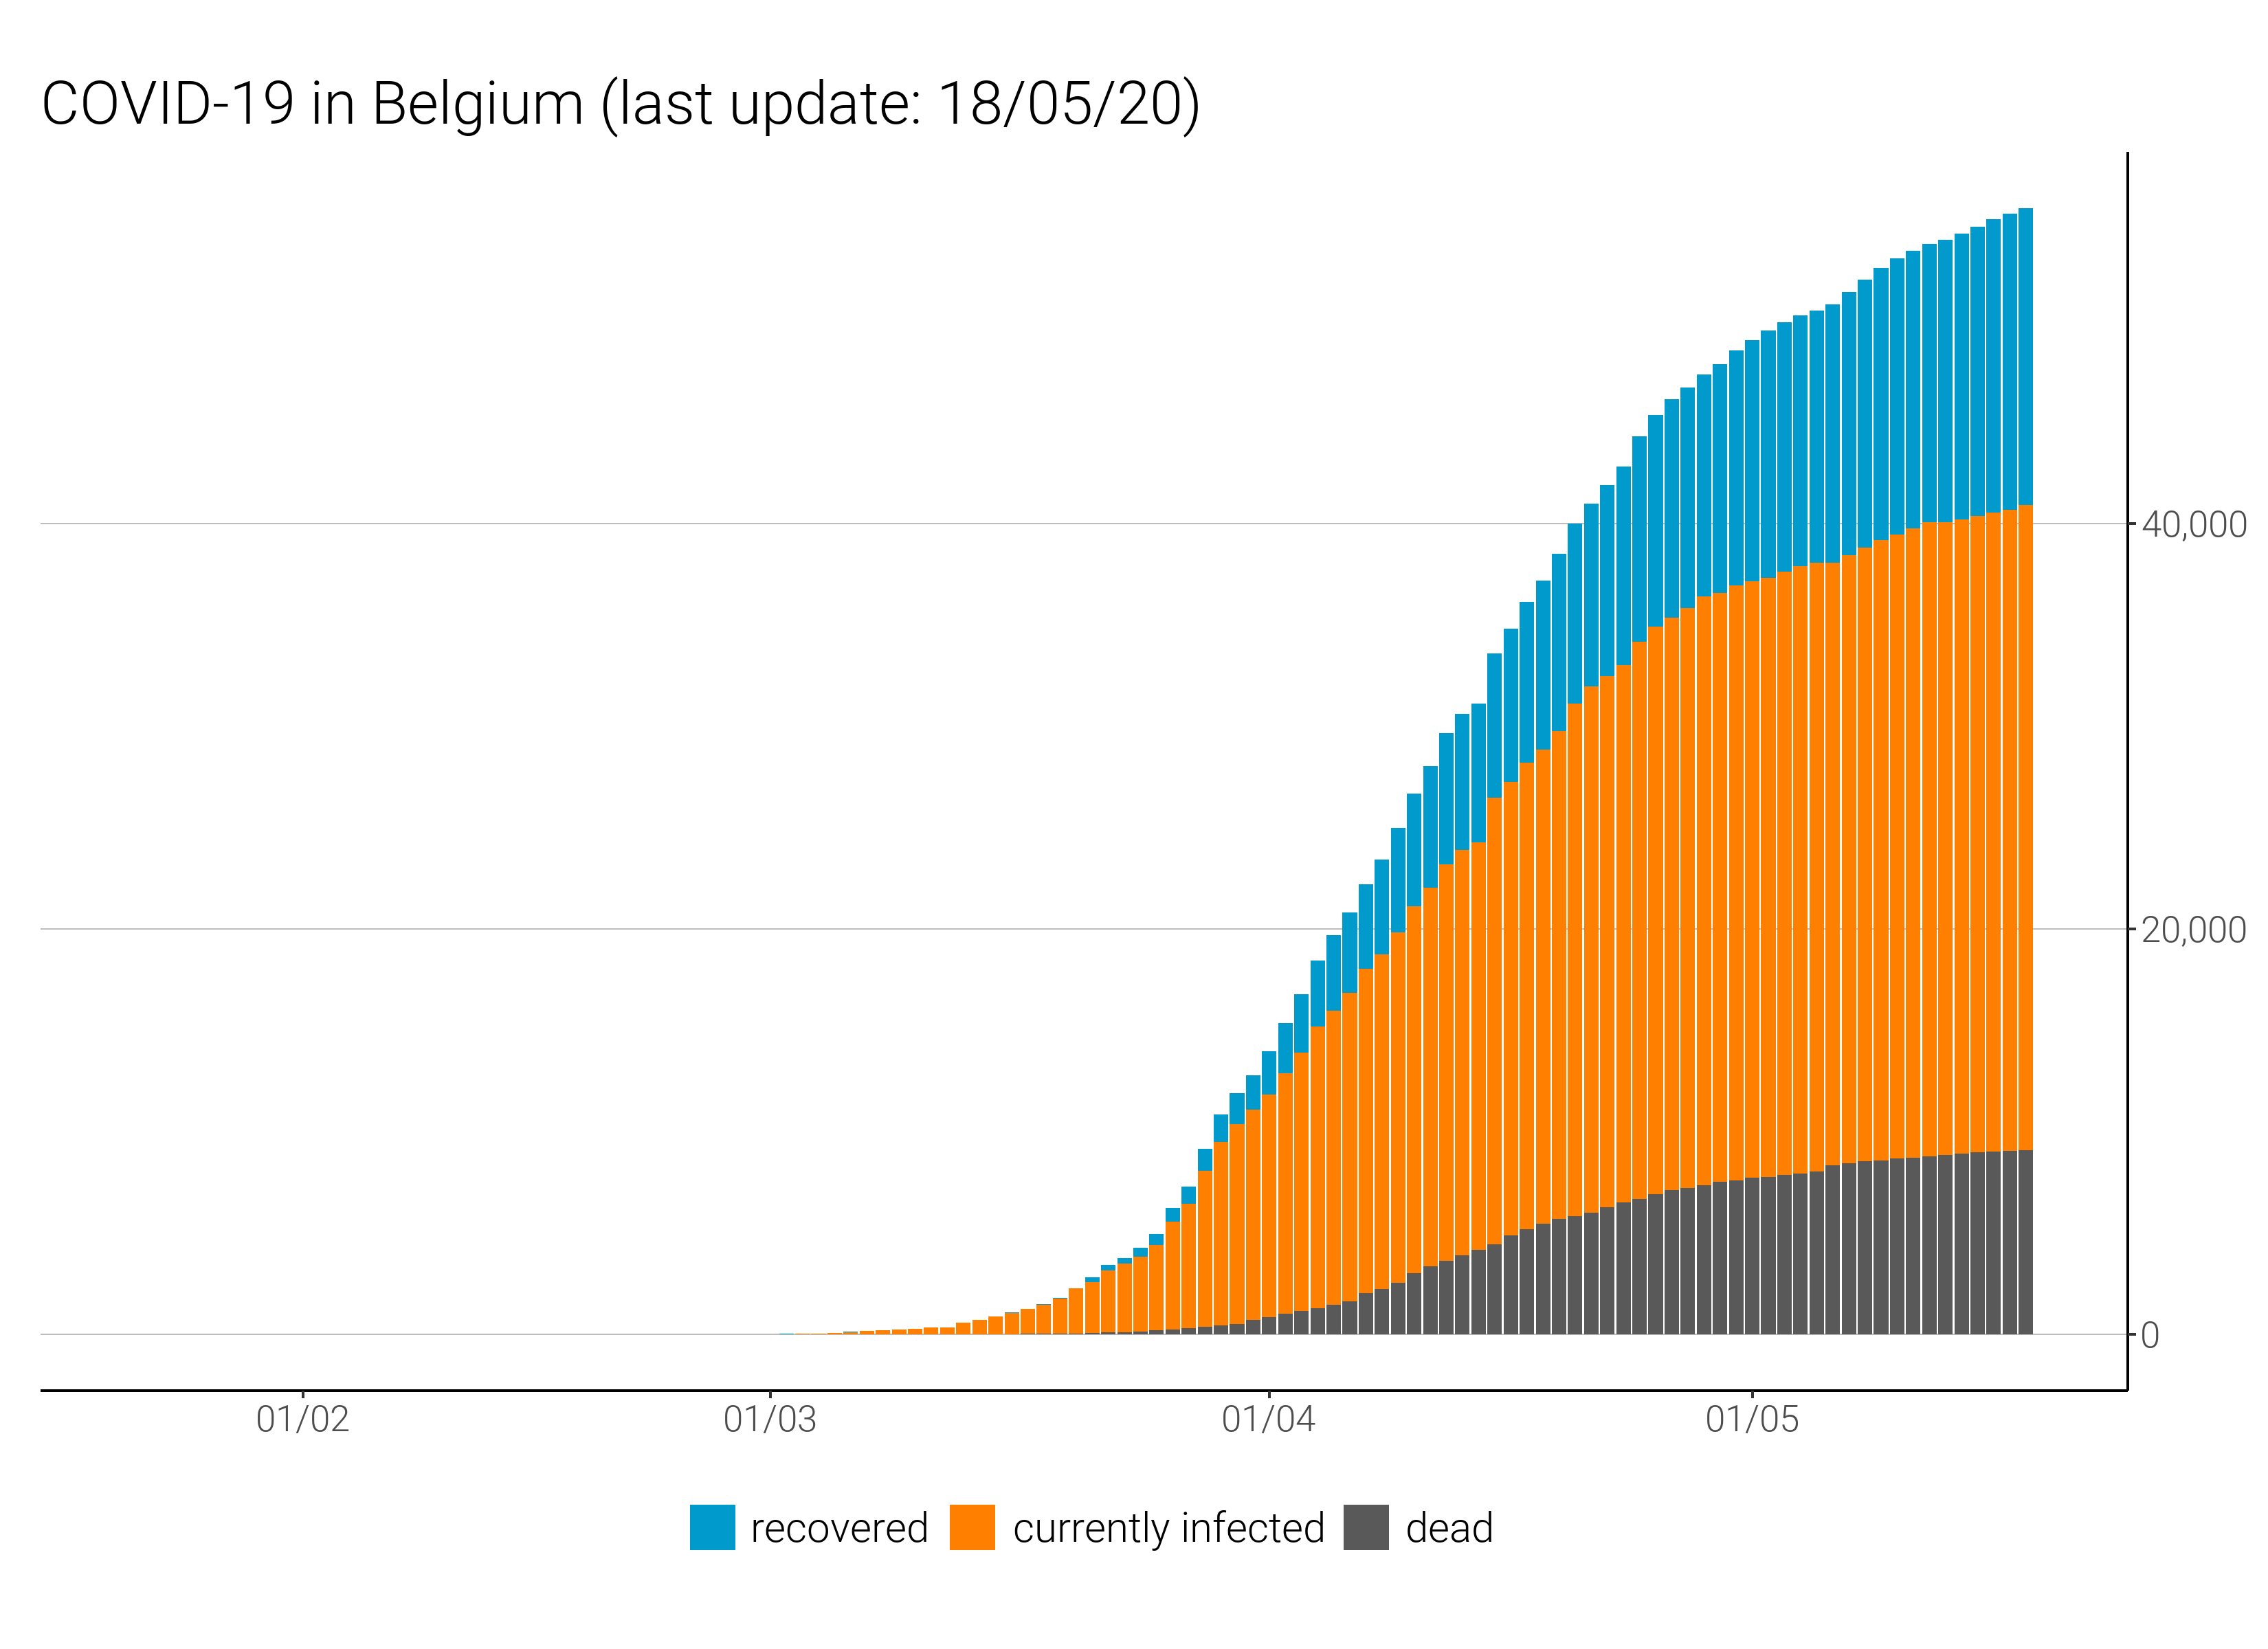 COVID-19 in Belgium (last update: 18/05/20)
40,000
20,000
0
01/02 01/03 01/04 01/05
recovered currently infected dead